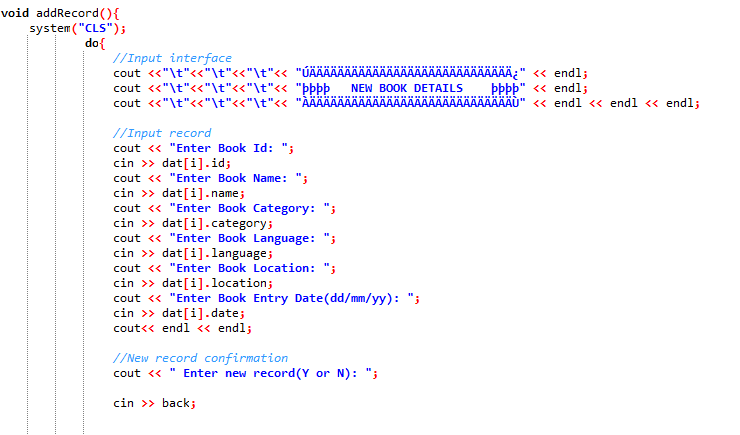 void addRecord(){
system("CLS");
do{
//Input interface
cout <<"\t"<<"\t"<<"\t"<< "ÚÄÄÄÄÄÄÄÄÄÄÄÄÄÄÄÄÄÄÄÄÄÄÄÄÄÄÄÄÄ¿" << endl;
cout <<"\t"<<"\t"<<"\t"<< "þþþþ   NEW BOOK DETAILS    þþþþ" << endl;
cout <<"\t"<<"\t"<<"\t"<< "ÀÄÄÄÄÄÄÄÄÄÄÄÄÄÄÄÄÄÄÄÄÄÄÄÄÄÄÄÄÄÙ" << endl << endl << endl;
//Input record
cout << "Enter Book Id: ";
cin >> dat[i].id;
cout << "Enter Book Name: ";
cin >> dat[i].name;
cout << "Enter Book Category: ";
cin >> dat[i].category;
cout << "Enter Book Language: ";
cin >> dat[i].language;
cout << "Enter Book Location: ";
cin >> dat[i].location;
cout << "Enter Book Entry Date(dd/mm/yy): ";
cin >> dat[i].date;
cout<< endl << endl;
//New record confirmation
cout << " Enter new record(Y or N): ";
cin >> back;